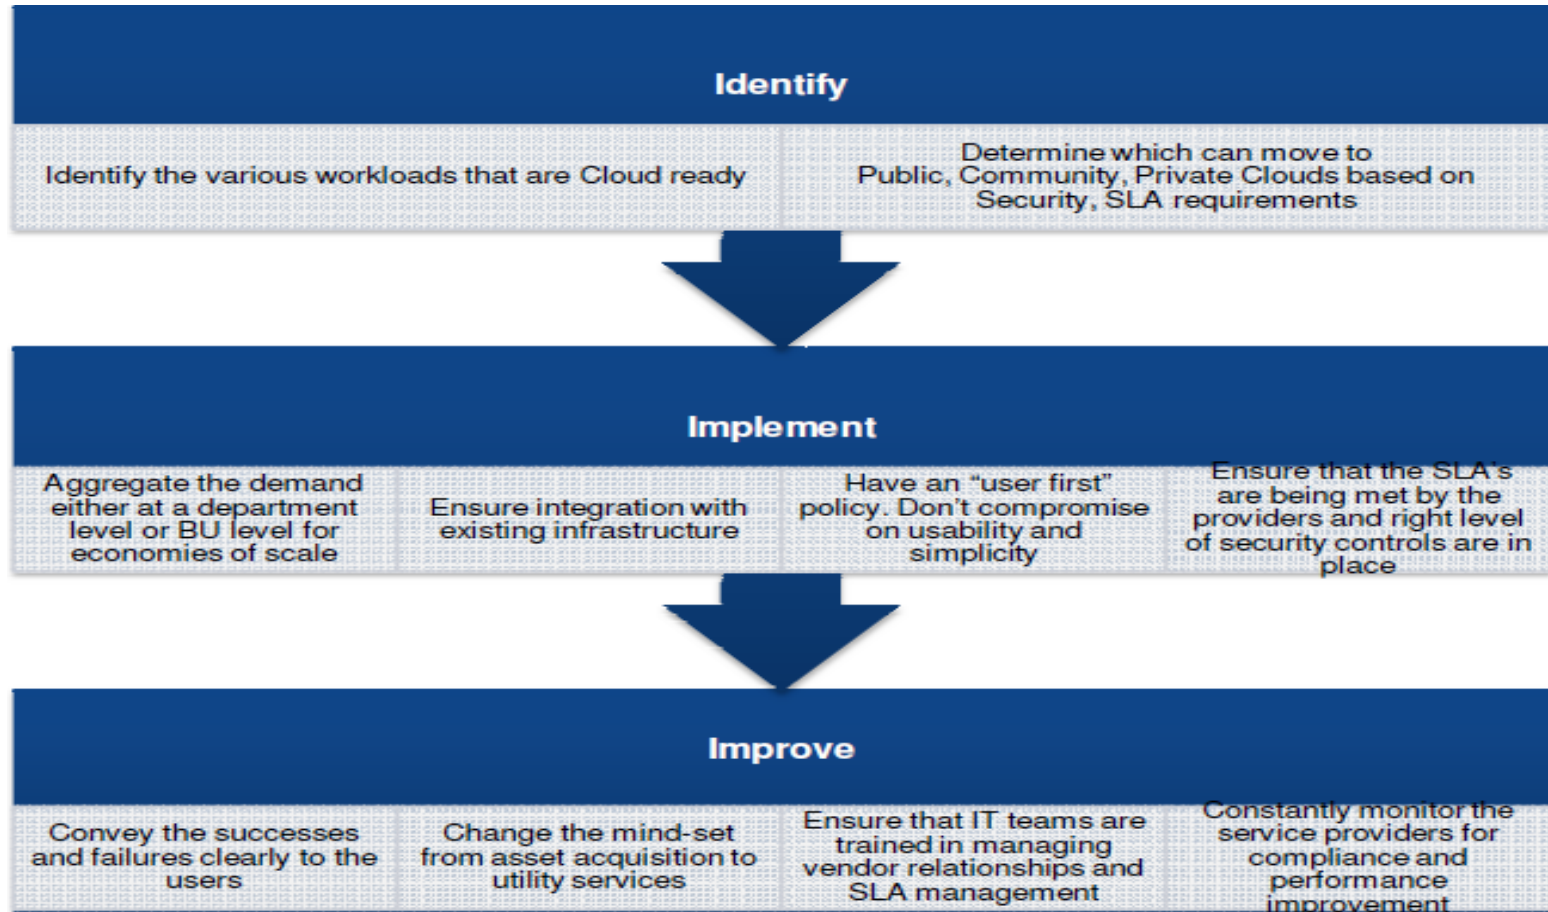 Identify
Identify the various workloads that are Cloud ready
Determine which can move to
Public, Community, Private Clouds based on
Security, SLA requirements
Implement
Aggregate the demand
either at a department
level or BU level for
economies of scale
Ensure integration with
existing infrastructure
Have an “user first”
policy. Don’t compromise
on usability and
simplicity
Ensure that the SLA’s
are being met by the
providers and right level
of security controls are in
place
Improve
Convey the successes
and failures clearly to the
users
Change the mind-set
from asset acquisition to
utility services
Ensure that IT teams are
trained in managing
vendor relationships and
SLA management
Constantly monitor the
service providers for
compliance and
performance
improvement